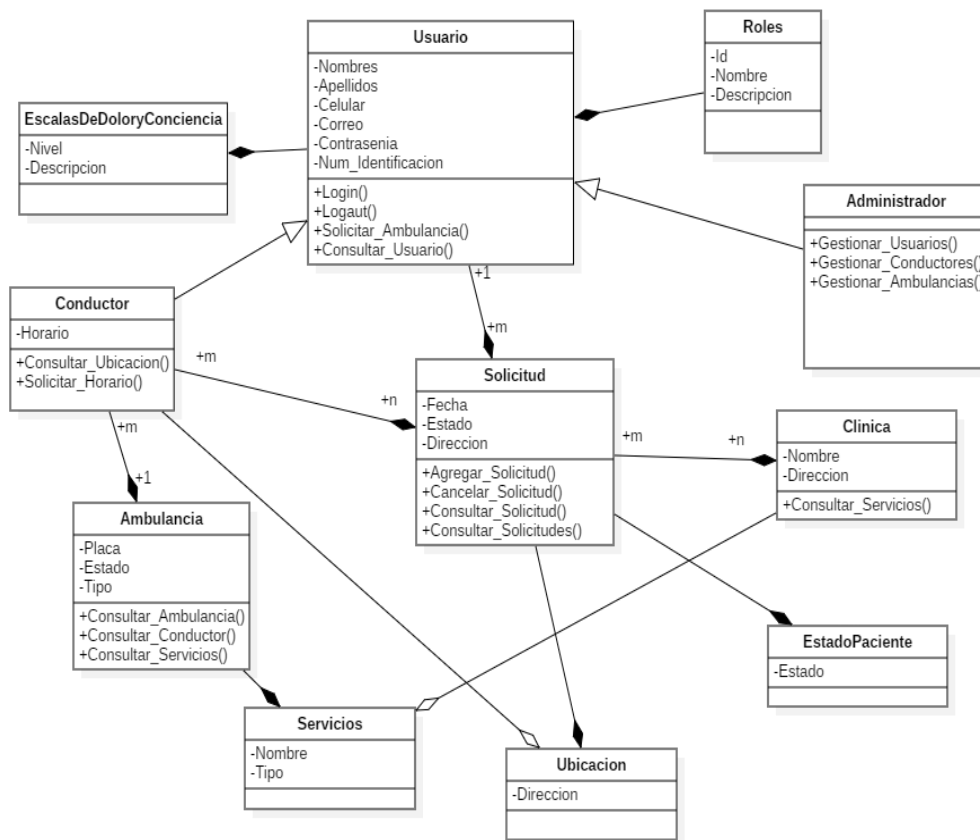 Usuario
-Nombres
-Apellidos
-Celular
-Correo
-Contrasenia
-Num_Identificacion
+Login()
+Logaut()
+Solicitar_Ambulancia()
+Consultar_Usuario()
Roles
-Id
-Nombre
-Descripcion
EscalasDeDoloryConciencia
-Nivel
-Descripcion
Administrador
+Gestionar_Usuarios()
+Gestionar_Conductores()
+Gestionar_Ambulancias()
+1
+m
Conductor
-Horario
+Consultar_Ubicacion()
+Solicitar_Horario()
+m
+n
Solicitud
-Fecha
-Estado
-Direccion
+Agregar_Solicitud()
+Cancelar_Solicitud()
+Consultar_Solicitud()
+Consultar_Solicitudes()
+m
+n
Clinica
-Nombre
-Direccion
+Consultar_Servicios()
+m
+1
Ambulancia
-Placa
-Estado
-Tipo
+Consultar_Ambulancia()
+Consultar_Conductor()
+Consultar_Servicios()
EstadoPaciente
-Estado
Servicios
-Nombre
-Tipo
Ubicacion
-Direccion